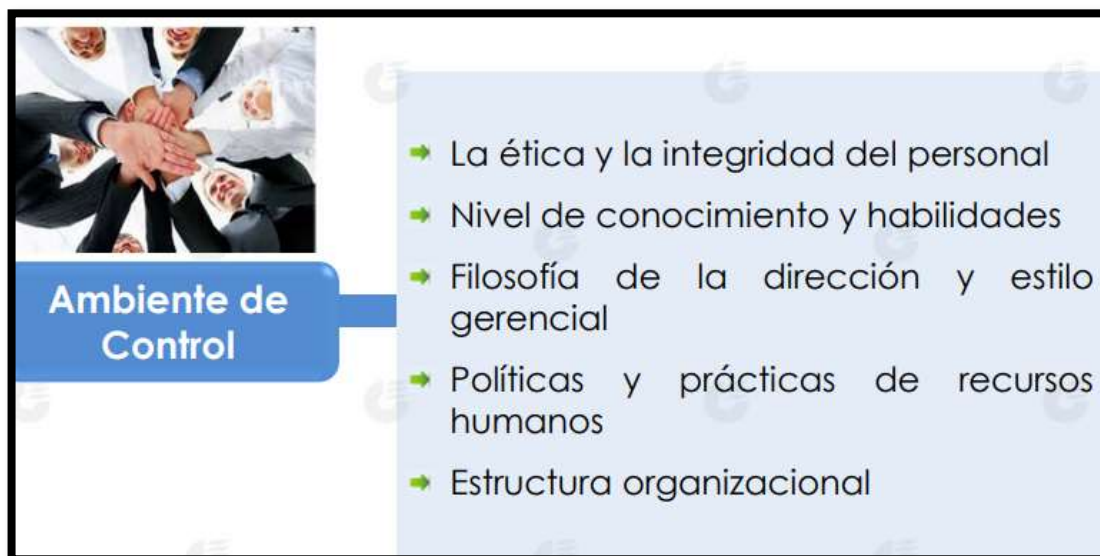 La ética y la integridad del personal
Nivel de conocimiento y habilidades
Filosofía de la dirección y estilo
gerencial
Políticas y prácticas de recursos
humanos
Estructura organizacional
Ambiente de
Control